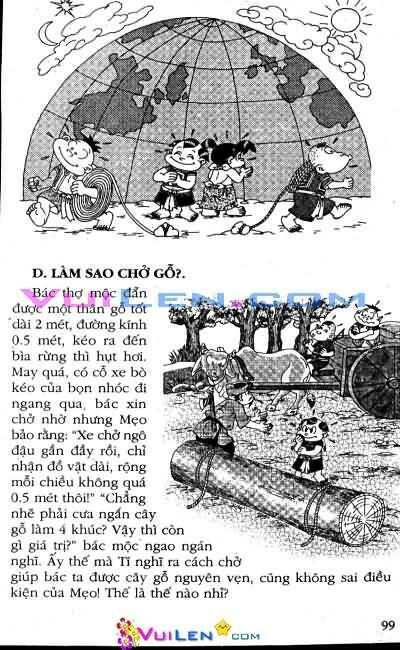 D. LÀM SAO CHỞ GỖ?.
VUILEN.COM
Bác thợ mộc đẳn
được một thân gỗ tốt
dài 2 mét, đường kính
0.5 mét, kéo ra đến
bìa rừng thì hụt hơi.
May quá, có cỗ xe bò
kéo của bọn nhóc đi
ngang qua, bác xin
chở nhờ nhưng Mẹo
bảo rằng: "Xe chở ngô
đậu gần đầy rồi, chỉ
nhận đồ vật dài, rộng
mỗi chiều không quá
0.5 mét thôi!" "Chẳng
nhẽ phải cưa ngắn cây
gỗ làm 4 khúc? Vậy thì còn
gì giá trị?" bác mộc ngao ngán
nghĩ. Ấy thế mà Tí nghĩ ra cách chở
giúp bác ta được cây gỗ nguyên vẹn, cũng không sai điều
kiện của Mẹo! Thế là thế nào nhỉ?
99
VUILEN.COM